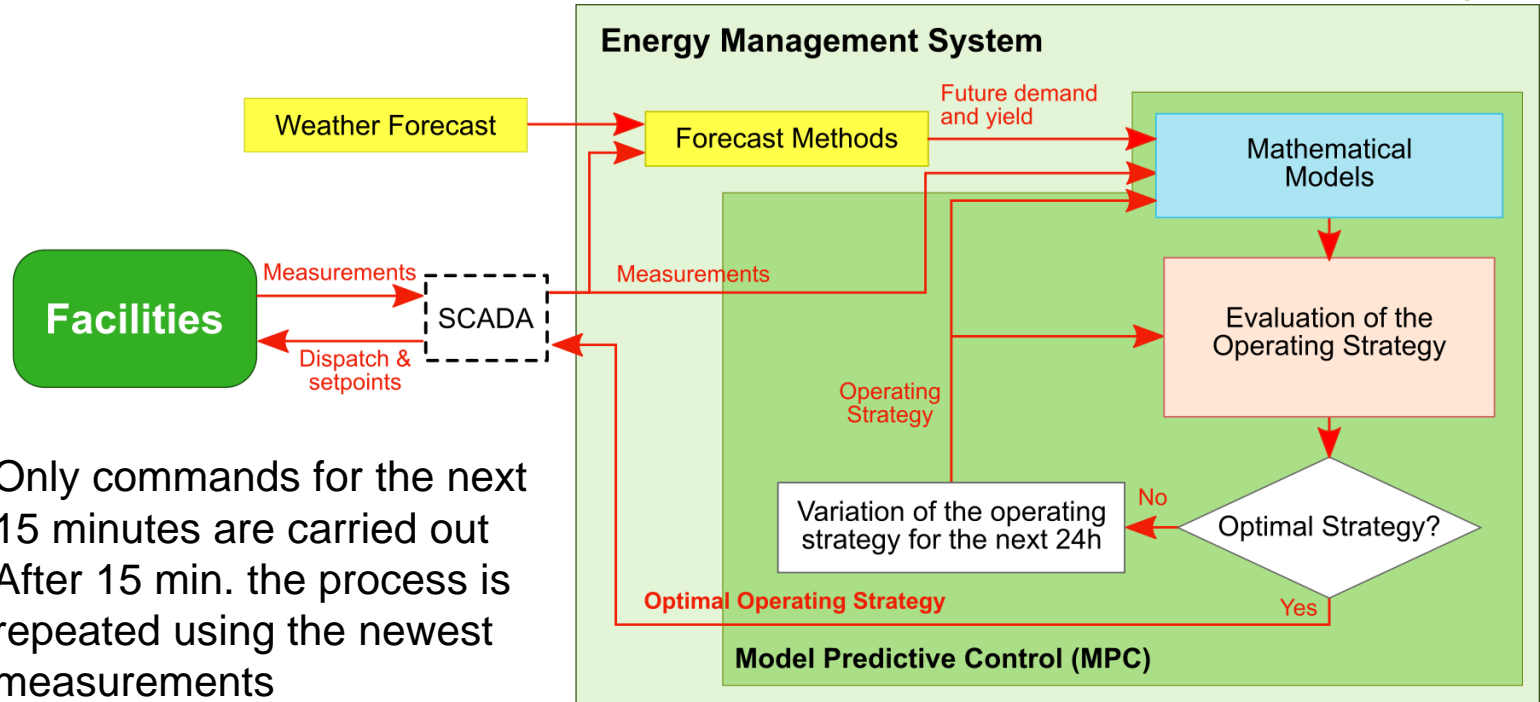 Energy Management System
Weather Forecast
Forecast Methods
Future demand
and yield
Mathematical
Models
Facilities
Measurements
SCADA
Dispatch &
setpoints
Measurements
Evaluation of the
Operating Strategy
Operating
Strategy
Variation of the operating
strategy for the next 24h
No
Optimal Strategy?
Yes
Optimal Operating Strategy
Model Predictive Control (MPC)
Only commands for the next
15 minutes are carried out
After 15 min. the process is
repeated using the newest
measurements